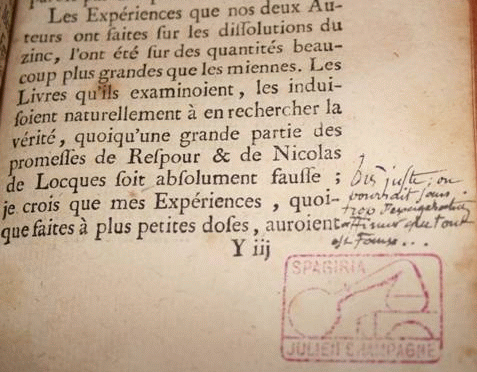 Les Expériences que nos deux Au-
teurs ont faites sur les dissolutions du
zinc, l'ont été sur des quantités beau-
coup plus grandes que les miennes. Les
Livres qu'ils examinoient, les indui-
soient naturellement à en rechercher la
vérité, quoiqu'une grande partie des
promesses de Respour & de Nicolas
de Locques soit absolument fausse ;
je crois que mes Expériences, quoi-
que faites à plus petites doses, auroient
Y iij
juste ; on
pourrait sans
trop d'exagération
affirmer que tout
est faux...
SPAGIRIA
JULIEN CHAMPAGNE